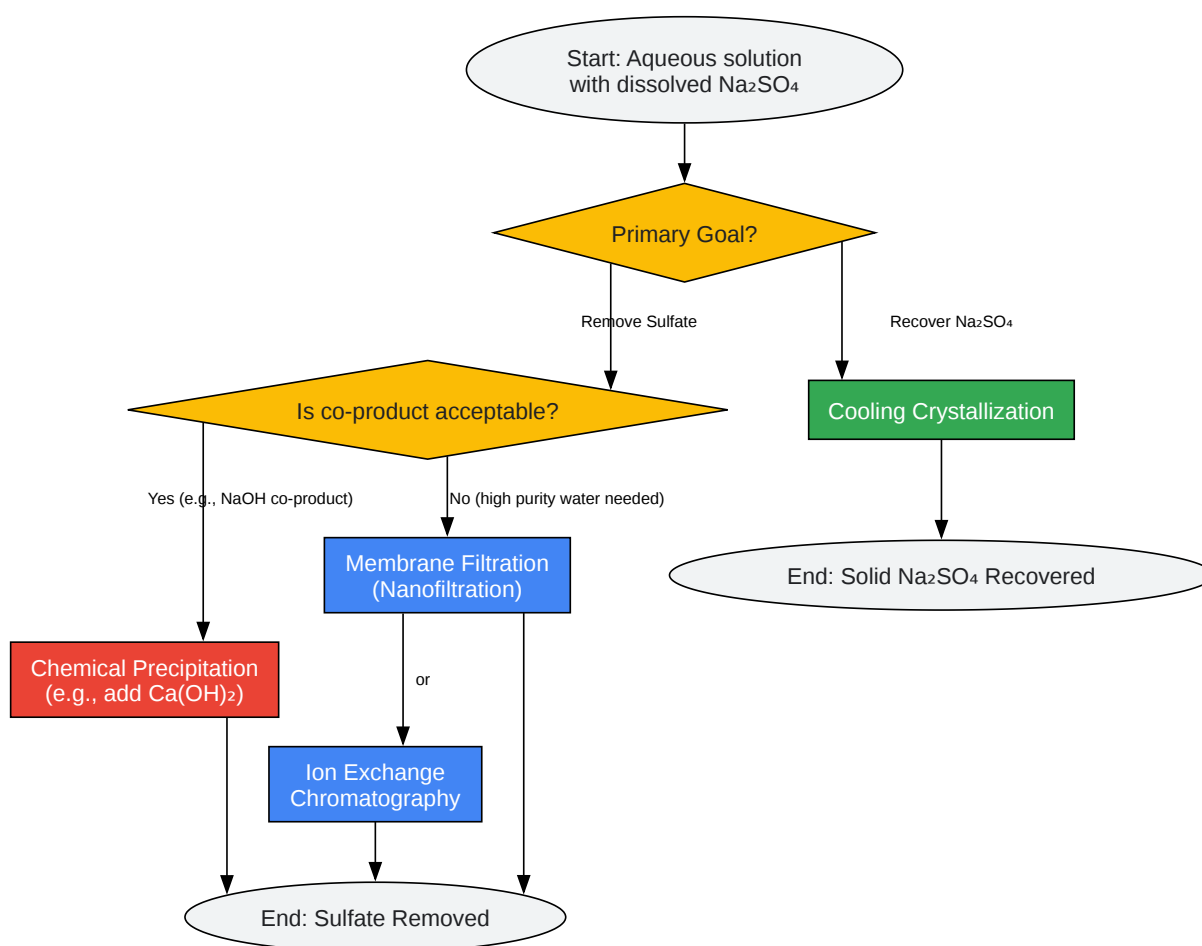 Start: Aqueous solution
with dissolved Na₂SO₄
Primary Goal?
Remove Sulfate
Recover Na₂SO₄
Is co-product acceptable?
Cooling Crystallization
Yes (e.g., NaOH co-product)
No (high purity water needed)
Membrane Filtration
(Nanofiltration)
End: Solid Na₂SO₄ Recovered
Chemical Precipitation
(e.g., add Ca(OH)₂)
or
Ion Exchange
Chromatography
End: Sulfate Removed